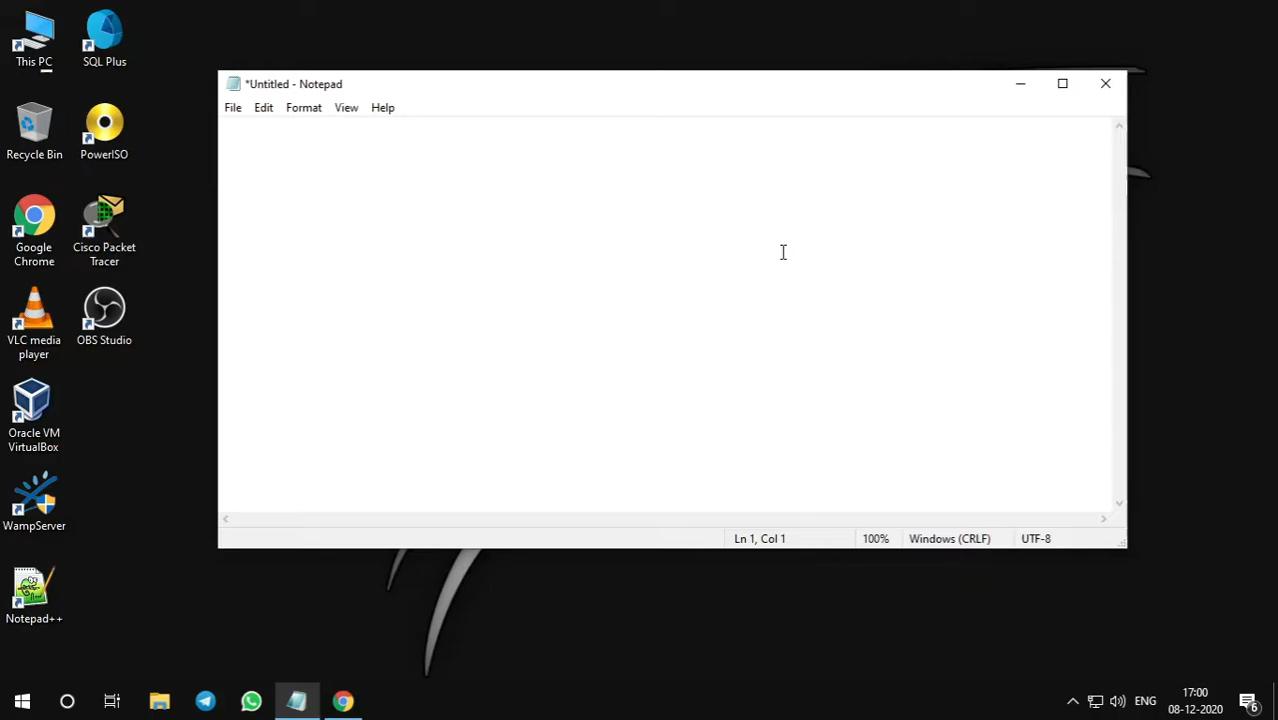 This PC
SQL Plus
*Untitled - Notepad
File Edit Format View Help
Recycle Bin
PowerISO
Google
Chrome
Cisco Packet
Tracer
VLC media
player
OBS Studio
Oracle VM
VirtualBox
WampServer
Notepad++
Ln 1, Col 1
100%
Windows (CRLF)
UTF-8
ENG
17:00
08-12-2020
6